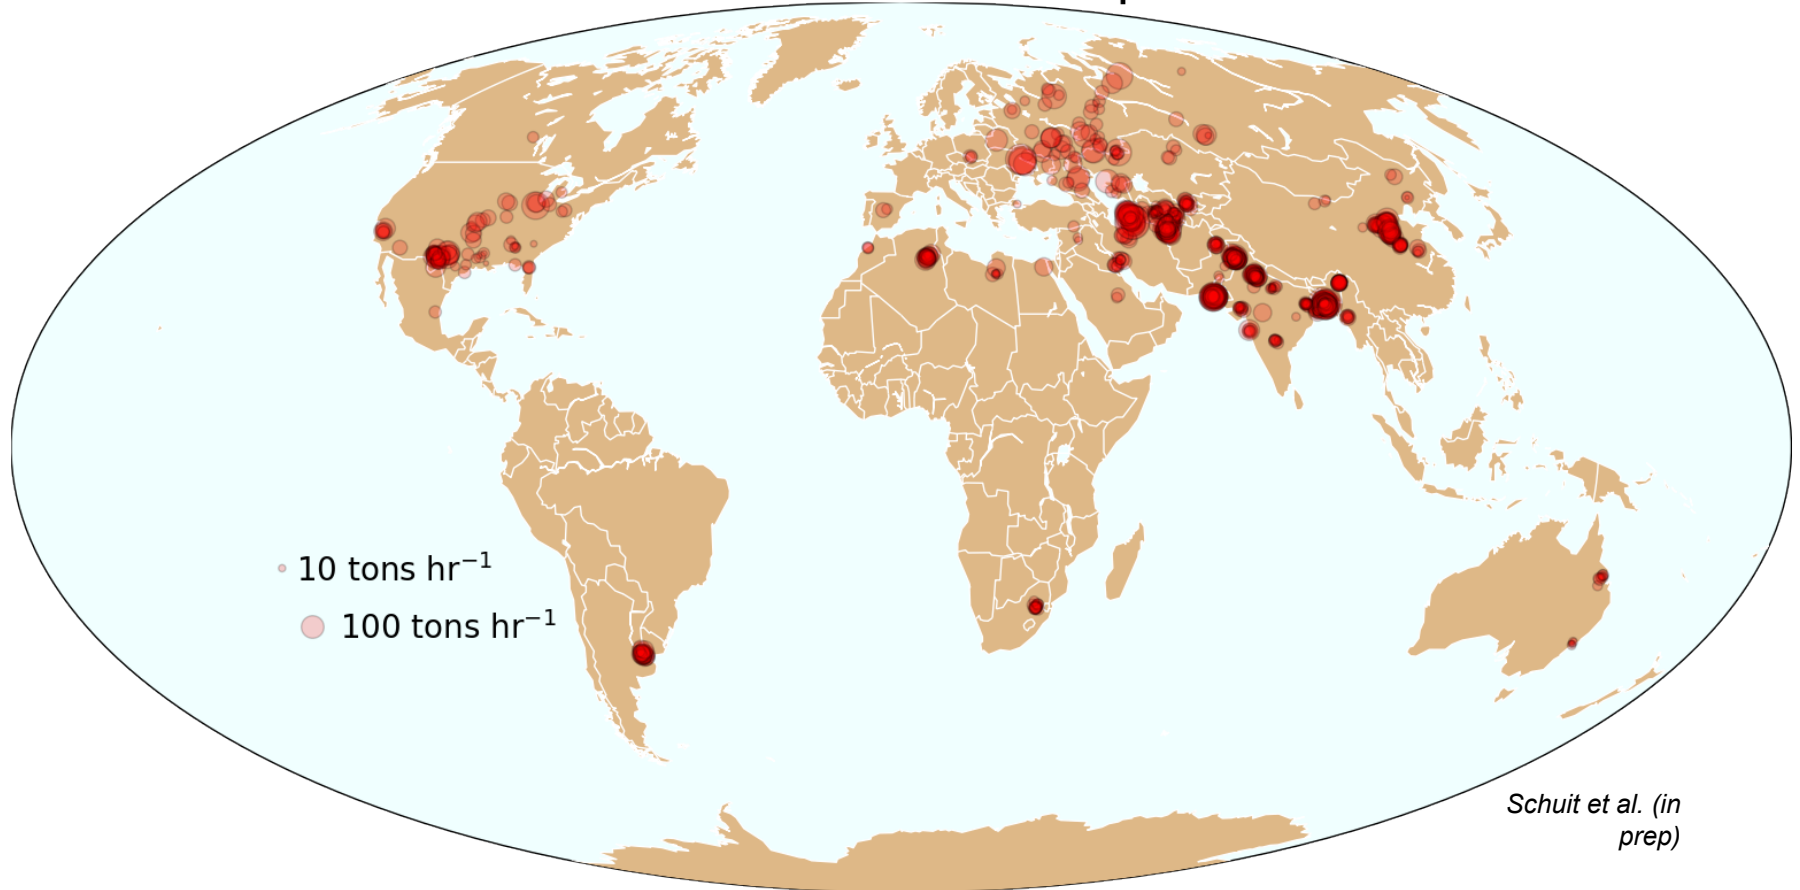 10 tons hr⁻¹
100 tons hr⁻¹
Schuit et al. (in
prep)